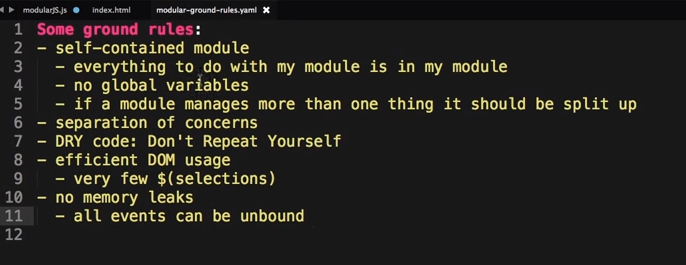 modularJS.js index.html modular-ground-rules.yaml
1 Some ground rules:
2 - self-contained module
3 - everything to do with my module is in my module
4 - no global variables
5 - if a module manages more than one thing it should be split up
6 - separation of concerns
7 - DRY code: Don't Repeat Yourself
8 - efficient DOM usage
9 - very few $(selections)
10 - no memory leaks
11 - all events can be unbound
12